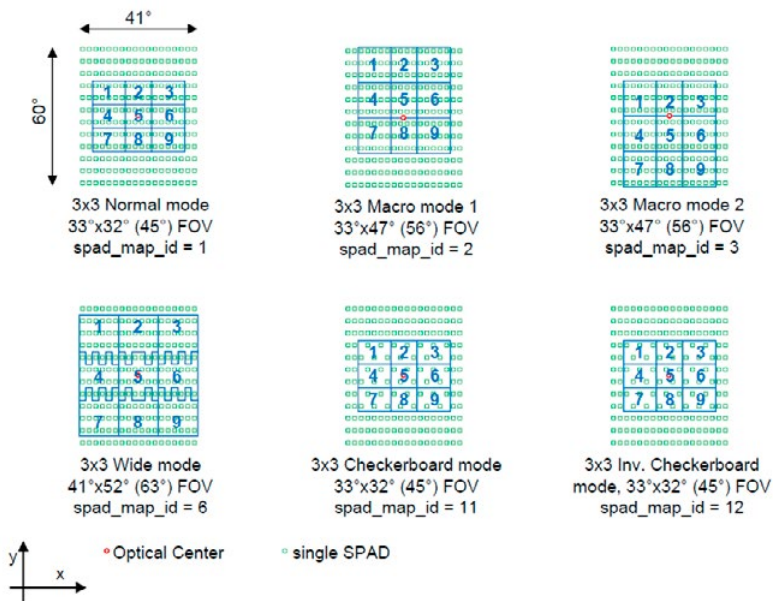 41°
60°
1 2 3
4 5 6
7 8 9
3x3 Normal mode
33°x32° (45°) FOV
spad_map_id = 1
1 2 3
4 5 6
7 8 9
3x3 Macro mode 1
33°x47° (56°) FOV
spad_map_id = 2
1 2 3
4 5 6
7 8 9
3x3 Macro mode 2
33°x47° (56°) FOV
spad_map_id = 3
1 2 3
4 5 6
7 8 9
3x3 Wide mode
41°x52° (63°) FOV
spad_map_id = 6
1 2 3
4 5 6
7 8 9
3x3 Checkerboard mode
33°x32° (45°) FOV
spad_map_id = 11
1 2 3
4 5 6
7 8 9
3x3 Inv. Checkerboard
mode, 33°x32° (45°) FOV
spad_map_id = 12
y
x
Optical Center
single SPAD